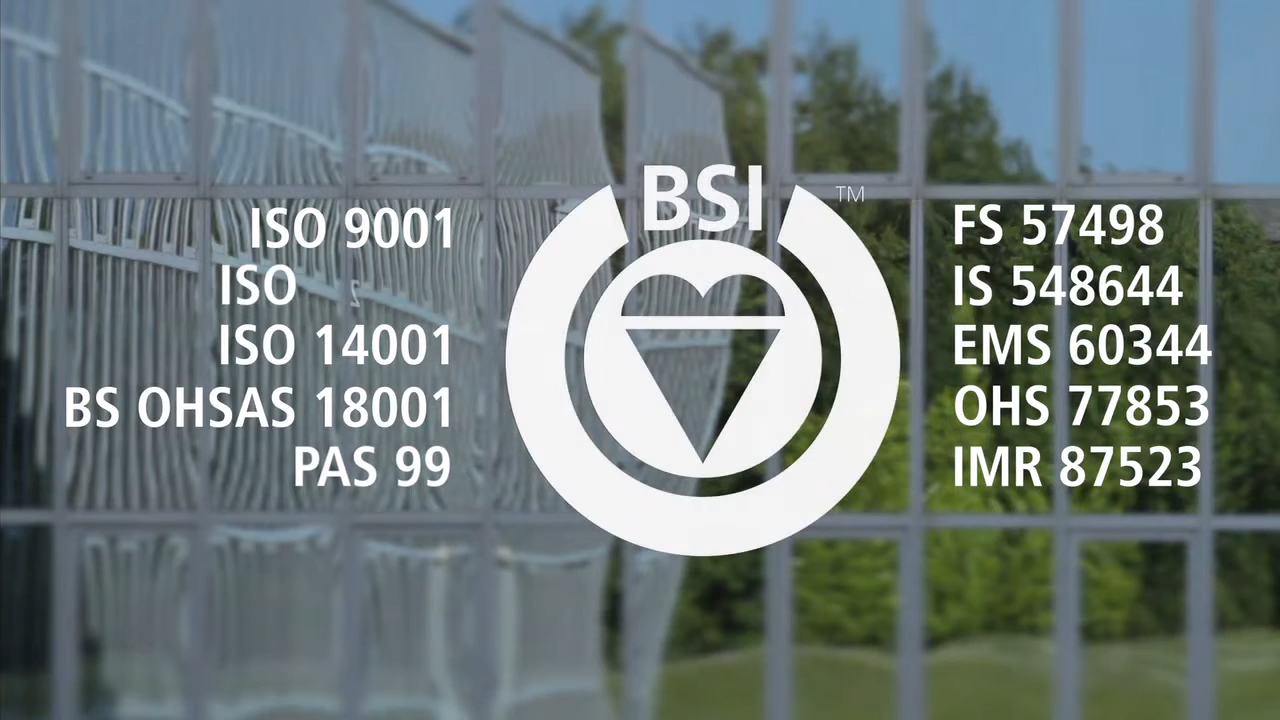 BSI
TM
ISO 9001
ISO
ISO 14001
BS OHSAS 18001
PAS 99
FS 57498
IS 548644
EMS 60344
OHS 77853
IMR 87523